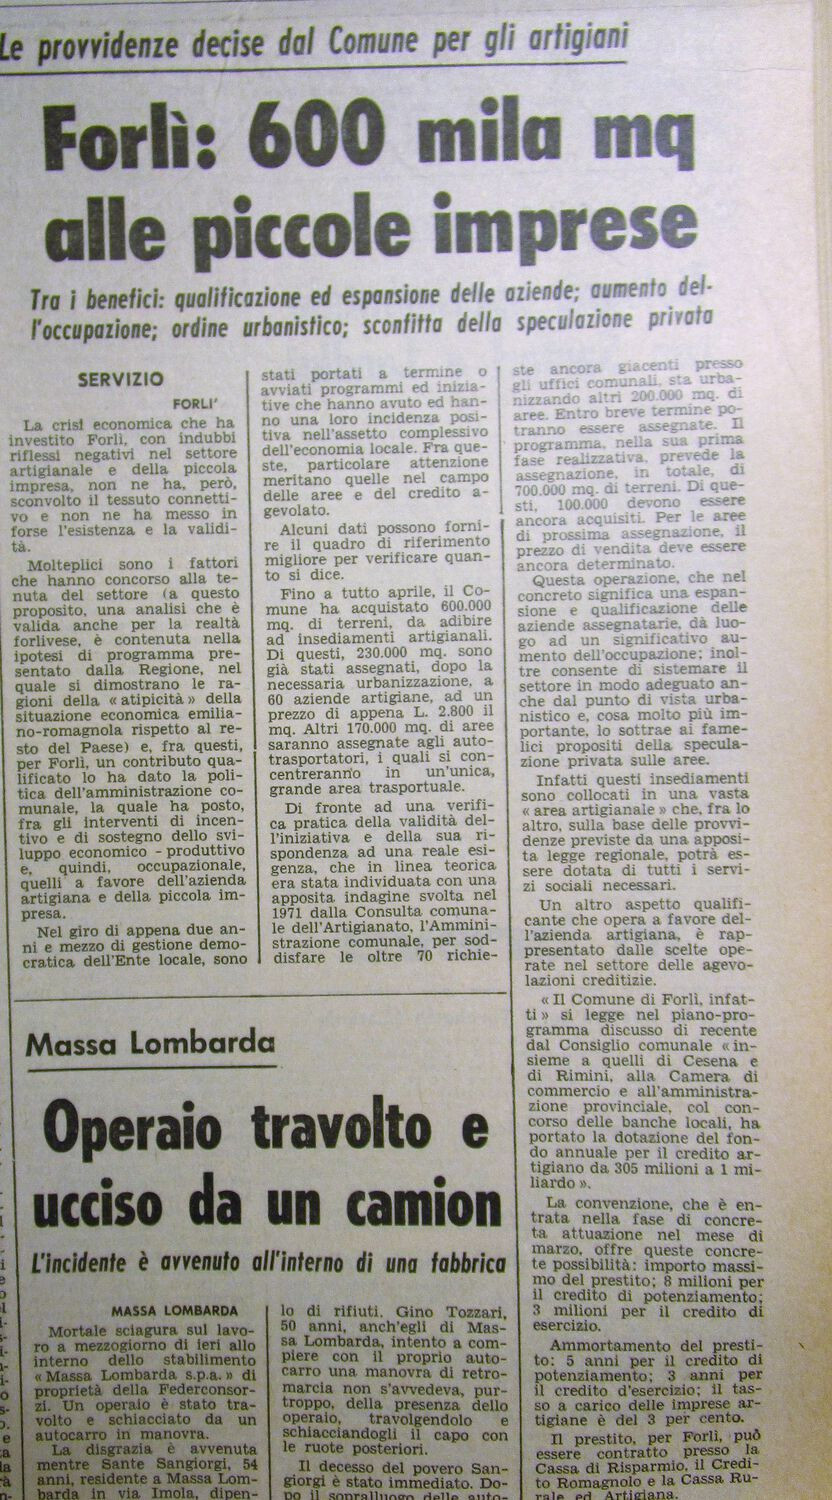 Le provvidenze decise dal Comune per gli artigiani
Forlì: 600 mila mq
alle piccole imprese
Tra i benefici: qualificazione ed espansione delle aziende; aumento del-
l'occupazione; ordine urbanistico; sconfitta della speculazione privata
SERVIZIO
FORLI'
La crisi economica che ha
investito Forlì, con indubbi
riflessi negativi nel settore
artigianale e della piccola
impresa, non ne ha, però,
sconvolto il tessuto connetti-
vo e non ne ha messo in
forse l'esistenza e la validi-
tà.
Molteplici sono i fattori
che hanno concorso alla te-
nuta del settore (a questo
proposito, una analisi che è
valida anche per la realtà
forlivese, è contenuta nella
ipotesi di programma pre-
sentato dalla Regione, nel
quale si dimostrano le ra-
gioni della « atipicità » della
situazione economica emilia-
no-romagnola rispetto al re-
sto del Paese) e, fra questi,
per Forlì, un contributo qua-
lificato lo ha dato la poli-
tica dell'amministrazione co-
munale, la quale ha posto,
fra gli interventi di incen-
tivo e di sostegno dello svi-
luppo economico - produttivo
e, quindi, occupazionale,
quelli a favore dell'azienda
artigiana e della piccola im-
presa.
Nel giro di appena due an-
ni e mezzo di gestione demo-
cratica dell'Ente locale, sono
stati portati a termine o
avviati programmi ed inizia-
tive che hanno avuto ed han-
no una loro incidenza posi-
tiva nell'assetto complessivo
dell'economia locale. Fra que-
ste, particolare attenzione
meritano quelle nel campo
delle aree e del credito a-
gevolato.
Alcuni dati possono forni-
re il quadro di riferimento
migliore per verificare quan-
to si dice.
Fino a tutto aprile, il Co-
mune ha acquistato 600.000
mq. di terreni, da adibire
ad insediamenti artigianali.
Di questi, 230.000 mq. sono
già stati assegnati, dopo la
necessaria urbanizzazione, a
60 aziende artigiane, ad un
prezzo di appena L. 2.800 il
mq. Altri 170.000 mq. di aree
saranno assegnate agli auto-
trasportatori, i quali si con-
centreranno in un'unica,
grande area trasportuale.
Di fronte ad una verifi-
ca pratica della validità del-
l'iniziativa e della sua ri-
spondenza ad una reale esi-
genza, che in linea teorica
era stata individuata con una
apposita indagine svolta nel
1971 dalla Consulta comuna-
le dell'Artigianato, l'Ammini-
strazione comunale, per sod-
disfare le oltre 70 richie-
ste ancora giacenti presso
gli uffici comunali, sta urba-
nizzando altri 200.000 mq. di
aree. Entro breve termine po-
tranno essere assegnate. Il
programma, nella sua prima
fase realizzativa, prevede la
assegnazione, in totale, di
700.000 mq. di terreni. Di que-
sti, 100.000 devono essere
ancora acquisiti. Per le aree
di prossima assegnazione, il
prezzo di vendita deve essere
ancora determinato.
Questa operazione, che nel
concreto significa una espan-
sione e qualificazione delle
aziende assegnatarie, dà luo-
go ad un significativo au-
mento dell'occupazione; inol-
tre consente di sistemare il
settore in modo adeguato an-
che dal punto di vista urba-
nistico e, cosa molto più im-
portante, lo sottrae ai fame-
lici propositi della specula-
zione privata sulle aree.
Infatti questi insediamenti
sono collocati in una vasta
« area artigianale » che, fra lo
altro, sulla base delle provvi-
denze previste da una apposi-
ta legge regionale, potrà es-
sere dotata di tutti i servi-
zi sociali necessari.
Un altro aspetto qualifi-
cante che opera a favore del-
l'azienda artigiana, è rap-
presentato dalle scelte ope-
rate nel settore delle agevo-
lazioni creditizie.
« Il Comune di Forlì, infat-
ti » si legge nel piano-pro-
gramma discusso di recente
dal Consiglio comunale « in-
sieme a quelli di Cesena e
di Rimini, alla Camera di
commercio e all'amministra-
zione provinciale, col con-
corso delle banche locali, ha
portato la dotazione del fon-
do annuale per il credito ar-
tigiano da 305 milioni a 1 mi-
liardo ».
La convenzione, che è en-
trata nella fase di concre-
ta attuazione nel mese di
marzo, offre queste concre-
te possibilità: importo massi-
mo del prestito; 8 milioni per
il credito di potenziamento;
3 milioni per il credito di
esercizio.
Ammortamento del presti-
to: 5 anni per il credito di
potenziamento; 3 anni per
il credito d'esercizio; il tas-
so a carico delle imprese ar-
tigiane è del 3 per cento.
Il prestito, per Forlì, può
essere contratto presso la
Cassa di Risparmio, il Credi-
to Romagnolo e la Cassa Ru-
rale ed Artigiana.
Massa Lombarda
Operaio travolto e
ucciso da un camion
L'incidente è avvenuto all'interno di una fabbrica
MASSA LOMBARDA
Mortale sciagura sul lavo-
ro a mezzogiorno di ieri allo
interno dello stabilimento
« Massa Lombarda s.p.a. » di
proprietà della Federconsor-
zi. Un operaio è stato tra-
volto e schiacciato da un
autocarro in manovra.
La disgrazia è avvenuta
mentre Sante Sangiorgi, 54
anni, residente a Massa Lom-
barda in via Imola, dipen-
lo di rifiuti. Gino Tozzari,
50 anni, anch'egli di Mas-
sa Lombarda, intento a com-
piere con il proprio auto-
carro una manovra di retro-
marcia non s'avvedeva, pur-
troppo, della presenza dello
operaio, travolgendolo e
schiacciandogli il capo con
le ruote posteriori.
Il decesso del povero San-
giorgi è stato immediato. Do-
po il sopralluogo delle auto-